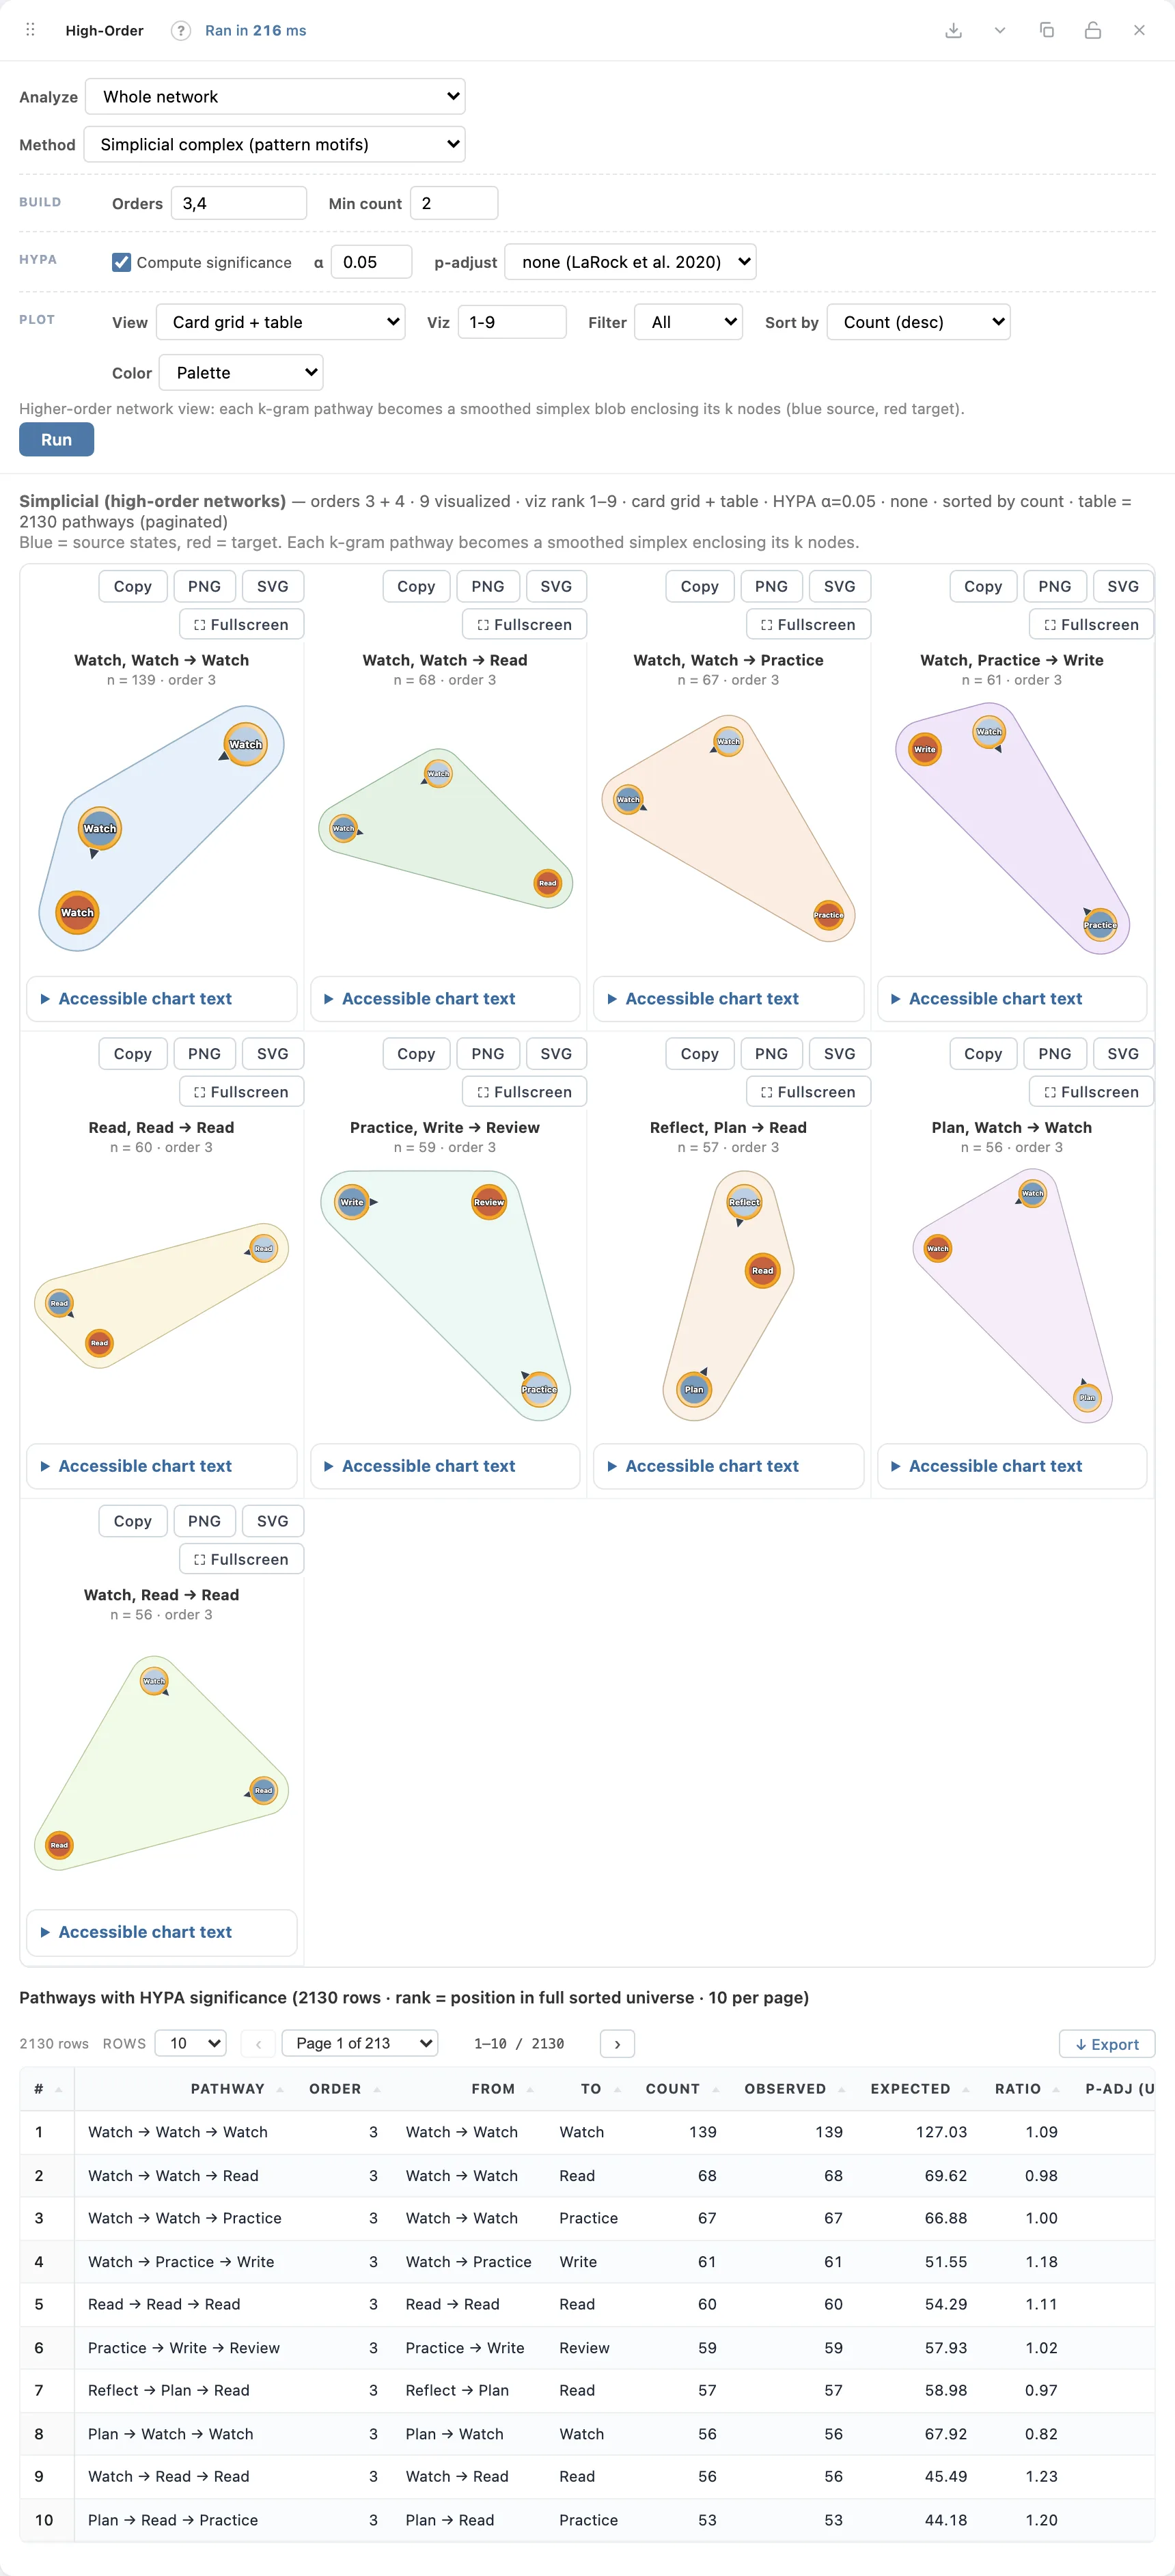 High-Order ? Ran in 216 ms
Analyze Whole network
Method Simplicial complex (pattern motifs)
BUILD Orders 3,4 Min count 2
HYPA Compute significance α 0.05 p-adjust none (LaRock et al. 2020)
PLOT View Card grid + table Viz 1-9 Filter All Sort by Count (desc)
Color Palette
Higher-order network view: each k-gram pathway becomes a smoothed simplex blob enclosing its k nodes (blue source, red target).
Run
Simplicial (high-order networks) — orders 3 + 4 · 9 visualized · viz rank 1–9 · card grid + table · HYPA α=0.05 · none · sorted by count · table =
2130 pathways (paginated)
Blue = source states, red = target. Each k-gram pathway becomes a smoothed simplex enclosing its k nodes.
Copy PNG SVG Copy PNG SVG Copy PNG SVG Copy PNG SVG
Fullscreen Fullscreen Fullscreen Fullscreen
Watch, Watch → Watch Watch, Watch → Read Watch, Watch → Practice Watch, Practice → Write
n = 139 · order 3 n = 68 · order 3 n = 67 · order 3 n = 61 · order 3
Watch
Watch
Watch
Watch
Watch
Read
Watch
Watch
Practice
Watch
Write
Practice
Accessible chart text Accessible chart text Accessible chart text Accessible chart text
Copy PNG SVG Copy PNG SVG Copy PNG SVG Copy PNG SVG
Fullscreen Fullscreen Fullscreen Fullscreen
Read, Read → Read Practice, Write → Review Reflect, Plan → Read Plan, Watch → Watch
n = 60 · order 3 n = 59 · order 3 n = 57 · order 3 n = 56 · order 3
Read
Read
Read
Write
Review
Practice
Reflect
Read
Plan
Watch
Watch
Plan
Accessible chart text Accessible chart text Accessible chart text Accessible chart text
Copy PNG SVG
Fullscreen
Watch, Read → Read
n = 56 · order 3
Watch
Read
Read
Accessible chart text
Pathways with HYPA significance (2130 rows · rank = position in full sorted universe · 10 per page)
2130 rows ROWS 10 ‹ Page 1 of 213 1–10 / 2130 › ↓ Export
# PATHWAY ORDER FROM TO COUNT OBSERVED EXPECTED RATIO P-ADJ (U
1 Watch → Watch → Watch 3 Watch → Watch Watch 139 139 127.03 1.09
2 Watch → Watch → Read 3 Watch → Watch Read 68 68 69.62 0.98
3 Watch → Watch → Practice 3 Watch → Watch Practice 67 67 66.88 1.00
4 Watch → Practice → Write 3 Watch → Practice Write 61 61 51.55 1.18
5 Read → Read → Read 3 Read → Read Read 60 60 54.29 1.11
6 Practice → Write → Review 3 Practice → Write Review 59 59 57.93 1.02
7 Reflect → Plan → Read 3 Reflect → Plan Read 57 57 58.98 0.97
8 Plan → Watch → Watch 3 Plan → Watch Watch 56 56 67.92 0.82
9 Watch → Read → Read 3 Watch → Read Read 56 56 45.49 1.23
10 Plan → Read → Practice 3 Plan → Read Practice 53 53 44.18 1.20